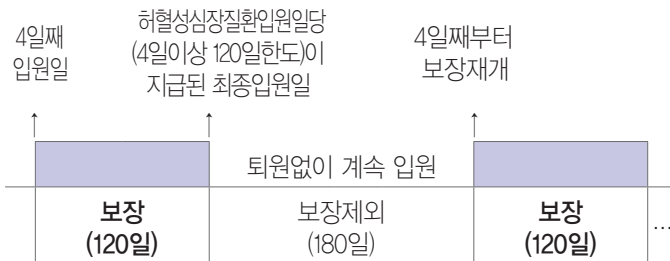 4일째
입원일
허혈성심장질환입원일당
(4일이상 120일한도)이
지급된 최종입원일
4일째부터
보장재개
↑
↑
↑
퇴원없이 계속 입원
보장
(120일)
보장제외
(180일)
보장
(120일)
...